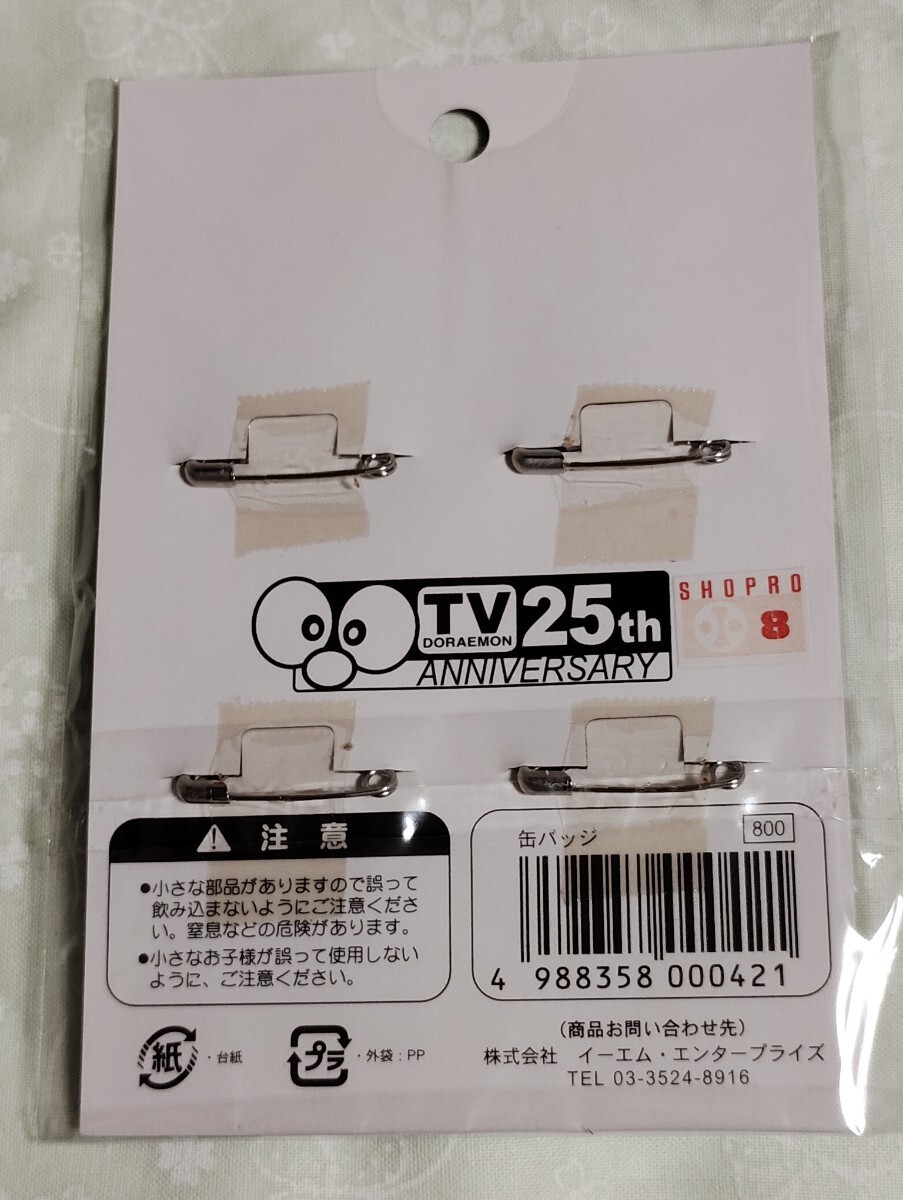 TV
DORAEMON
25th
ANNIVERSARY
SHOPRO
8
注意
●小さな部品がありますので誤って
飲み込まないようにご注意くださ
い。窒息などの危険があります。
●小さなお子様が誤って使用しない
ように、ご注意ください。
缶バッジ
800
4 988358 000421
紙 ・台紙
プラ ・外袋：PP
（商品お問い合わせ先）
株式会社 イーエム・エンタープライズ
TEL 03-3524-8916